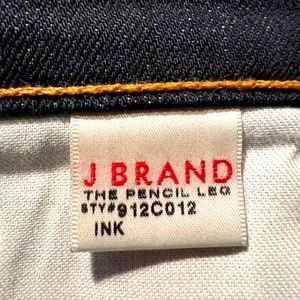 J BRAND
THE PENCIL LEG
STY#912C012
INK